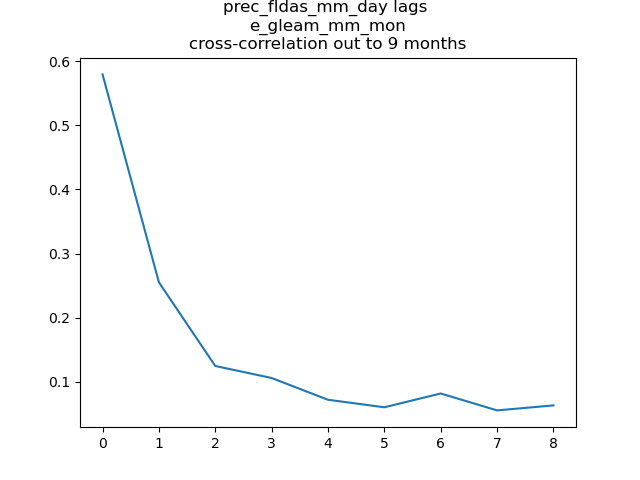 prec_fldas_mm_day lags
e_gleam_mm_mon
cross-correlation out to 9 months
0.6
0.5
0.4
0.3
0.2
0.1
0 1 2 3 4 5 6 7 8